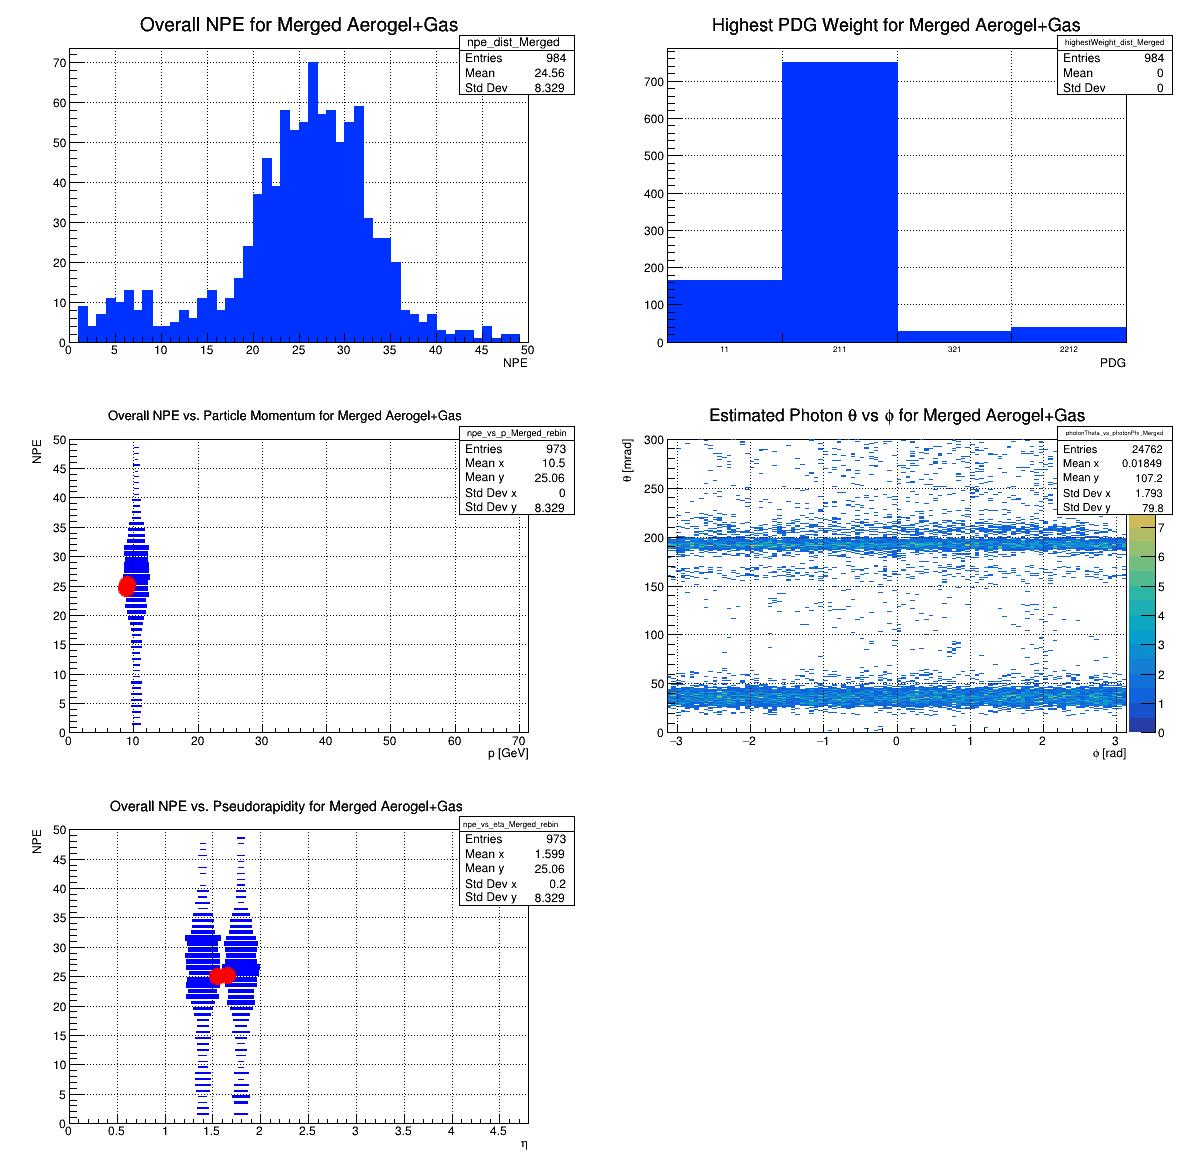 Overall NPE for Merged Aerogel+Gas
npe_dist_Merged
Entries 984
Mean 24.56
Std Dev 8.329
70
60
50
40
30
20
10
0
0 5 10 15 20 25 30 35 40 45 50
NPE
Highest PDG Weight for Merged Aerogel+Gas
highestWeight_dist_Merged
Entries 984
Mean 0
Std Dev 0
700
600
500
400
300
200
100
0
11 211 321 2212
PDG
Overall NPE vs. Particle Momentum for Merged Aerogel+Gas
npe_vs_p_Merged_rebin
Entries 973
Mean x 10.5
Mean y 25.06
Std Dev x 0
Std Dev y 8.329
NPE
50
45
40
35
30
25
20
15
10
5
0
0 10 20 30 40 50 60 70
p [GeV]
Estimated Photon θ vs ϕ for Merged Aerogel+Gas
photonTheta_vs_photonPhi_Merged
Entries 24762
Mean x 0.01849
Mean y 107.2
Std Dev x 1.793
Std Dev y 79.8
θ [mrad]
300
250
200
150
100
50
0
−3 −2 −1 0 1 2 3
ϕ [rad]
7
6
5
4
3
2
1
0
Overall NPE vs. Pseudorapidity for Merged Aerogel+Gas
npe_vs_eta_Merged_rebin
Entries 973
Mean x 1.599
Mean y 25.06
Std Dev x 0.2
Std Dev y 8.329
NPE
50
45
40
35
30
25
20
15
10
5
0
0 0.5 1 1.5 2 2.5 3 3.5 4 4.5
η